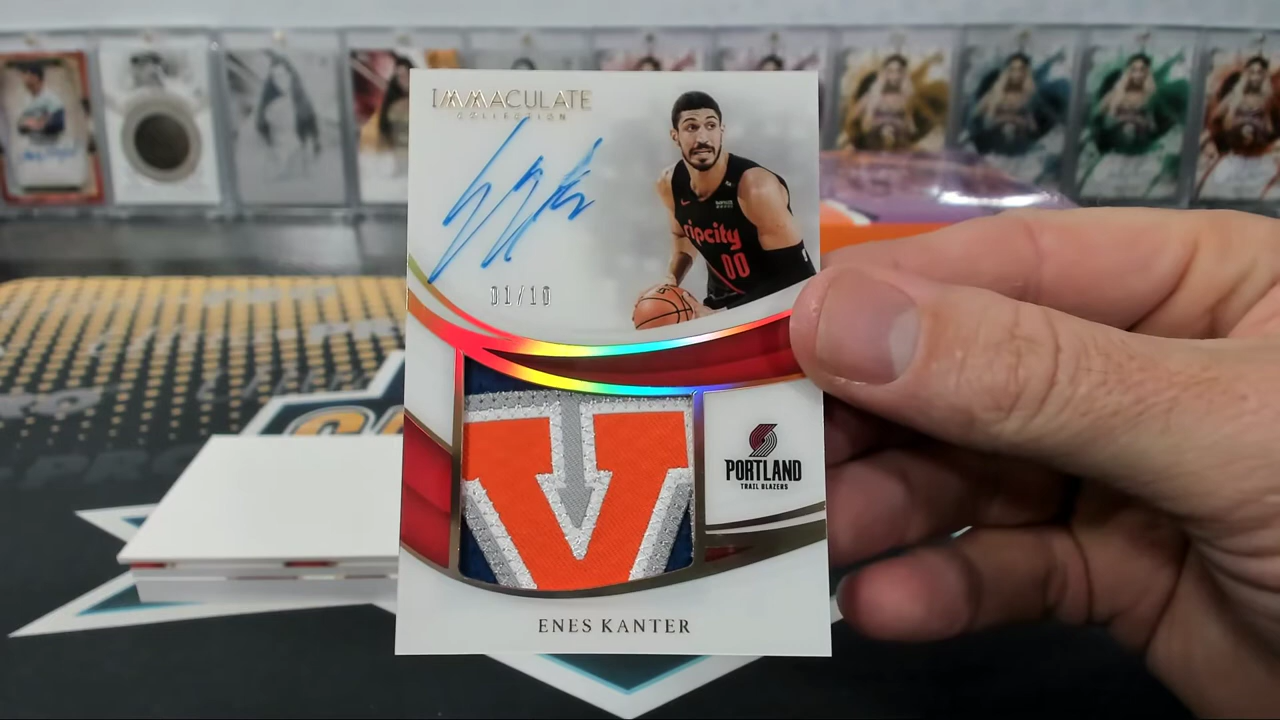 IMMACULATE
COLLECTION
01/10
ripcity
00
V
PORTLAND
TRAIL BLAZERS
ENES KANTER